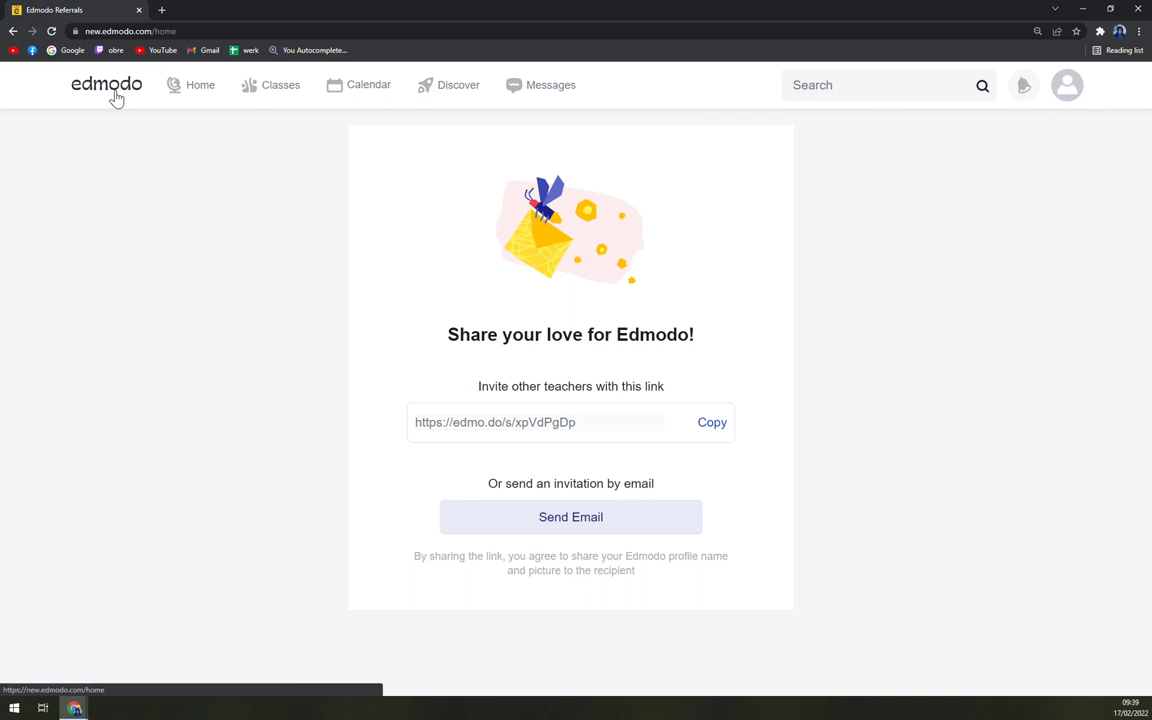 Edmodo Referrals
new.edmodo.com/home
Google obre YouTube Gmail werk You Autocomplete... Reading list
edmodo Home Classes Calendar Discover Messages Search
Share your love for Edmodo!
Invite other teachers with this link
https://edmo.do/s/xpVdPgDp Copy
Or send an invitation by email
Send Email
By sharing the link, you agree to share your Edmodo profile name
and picture to the recipient
https://new.edmodo.com/home
09:39
17/02/2022